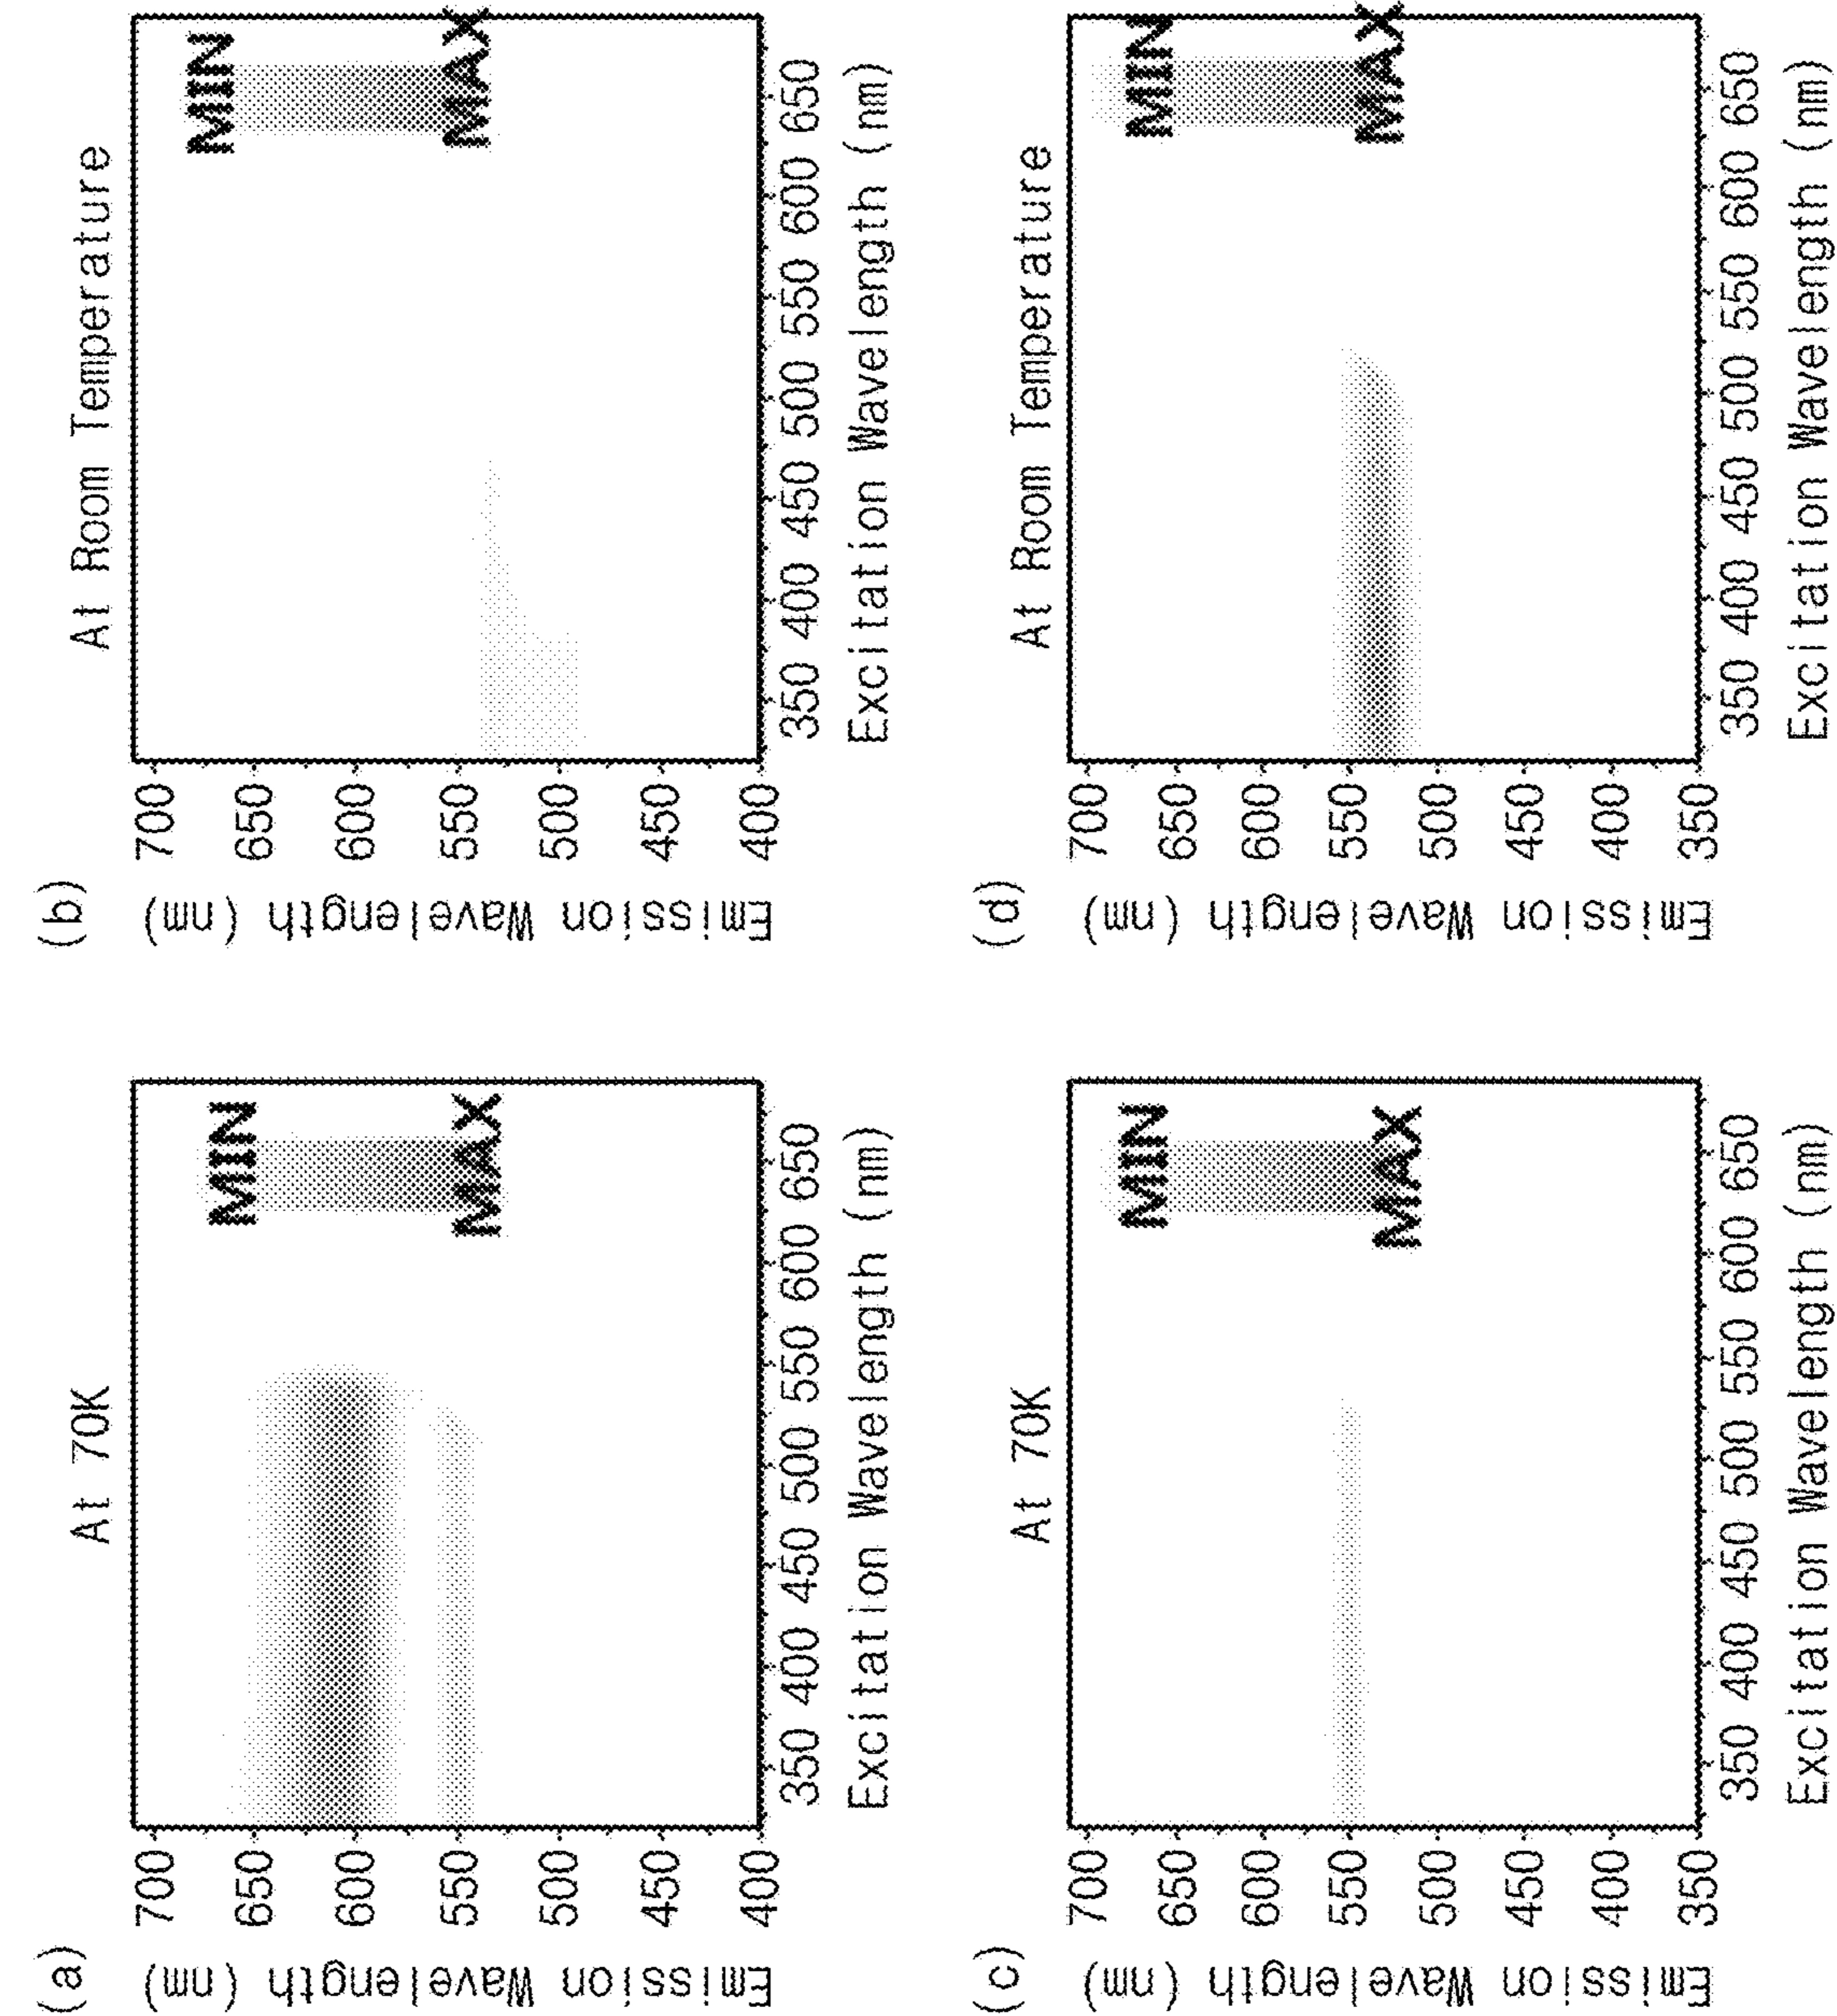 (a)
At 70K
Emission Wavelength (nm)
700
650
600
550
500
450
400
MIN
MAX
350 400 450 500 550 600 650
Excitation Wavelength (nm)
(b)
At Room Temperature
Emission Wavelength (nm)
700
650
600
550
500
450
400
MIN
MAX
350 400 450 500 550 600 650
Excitation Wavelength (nm)
(c)
At 70K
Emission Wavelength (nm)
700
650
600
550
500
450
400
350
MIN
MAX
350 400 450 500 550 600 650
Excitation Wavelength (nm)
(d)
At Room Temperature
Emission Wavelength (nm)
700
650
600
550
500
450
400
350
MIN
MAX
350 400 450 500 550 600 650
Excitation Wavelength (nm)